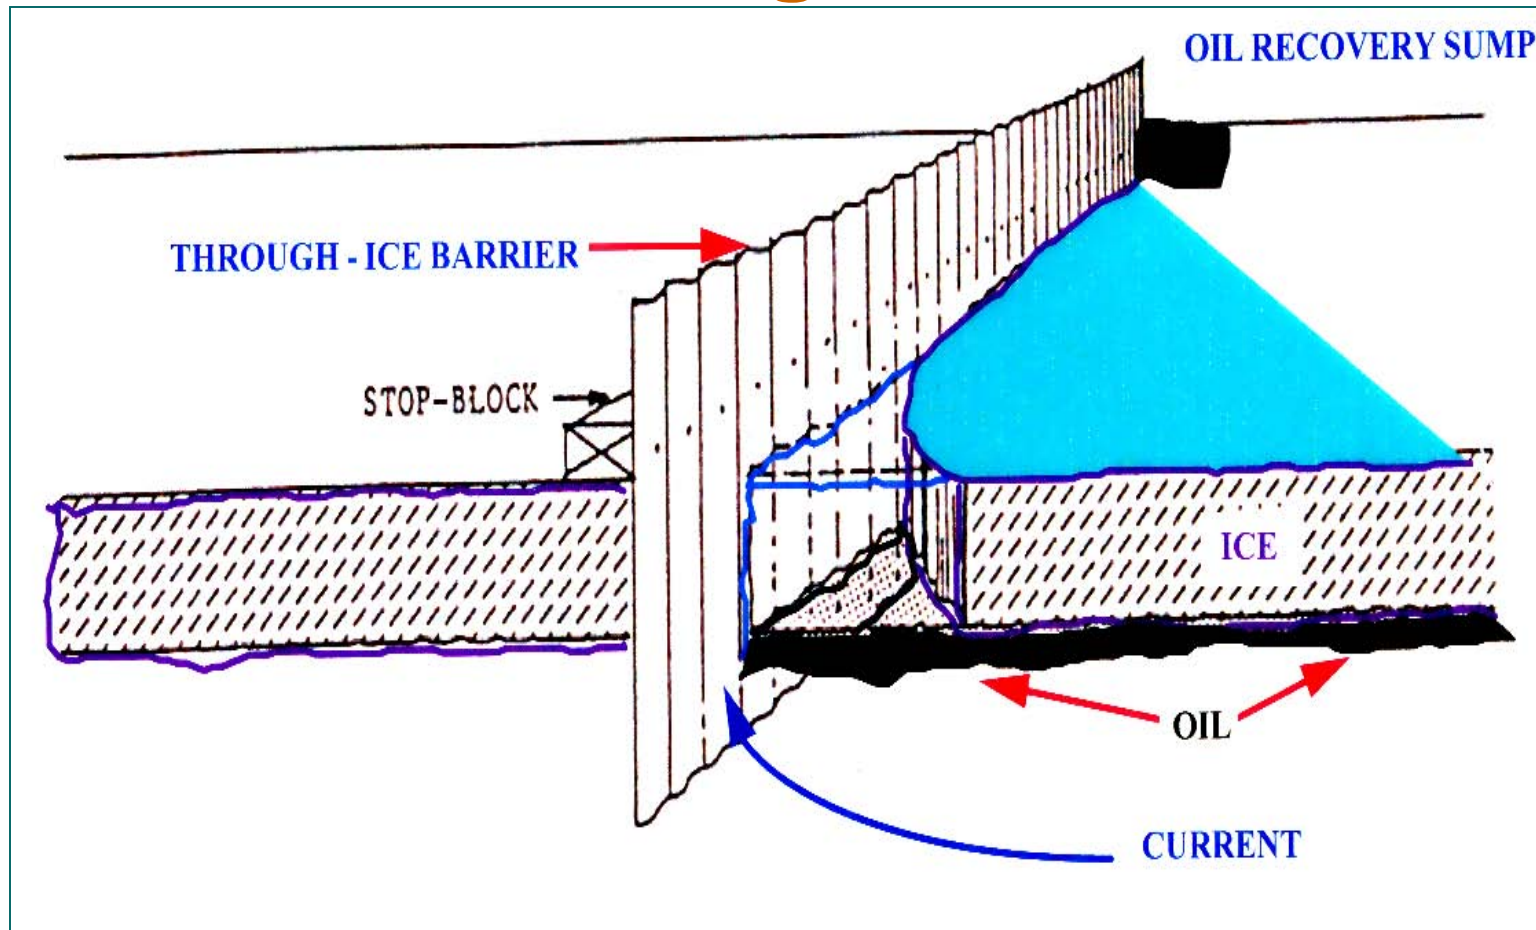 OIL RECOVERY SUMP
THROUGH - ICE BARRIER
STOP-BLOCK
ICE
OIL
CURRENT